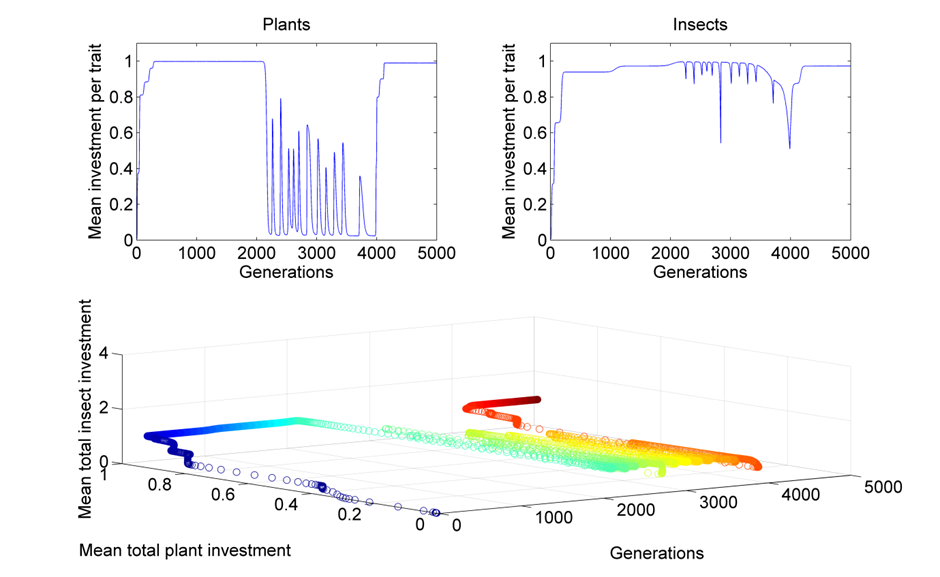 Plants
Mean investment per trait
1
0.8
0.6
0.4
0.2
0
0 1000 2000 3000 4000 5000
Generations
Insects
Mean investment per trait
1
0.8
0.6
0.4
0.2
0
0 1000 2000 3000 4000 5000
Generations
Mean total insect investment
4
2
0
1 0.8 0.6 0.4 0.2 0
Mean total plant investment
0 1000 2000 3000 4000 5000
Generations